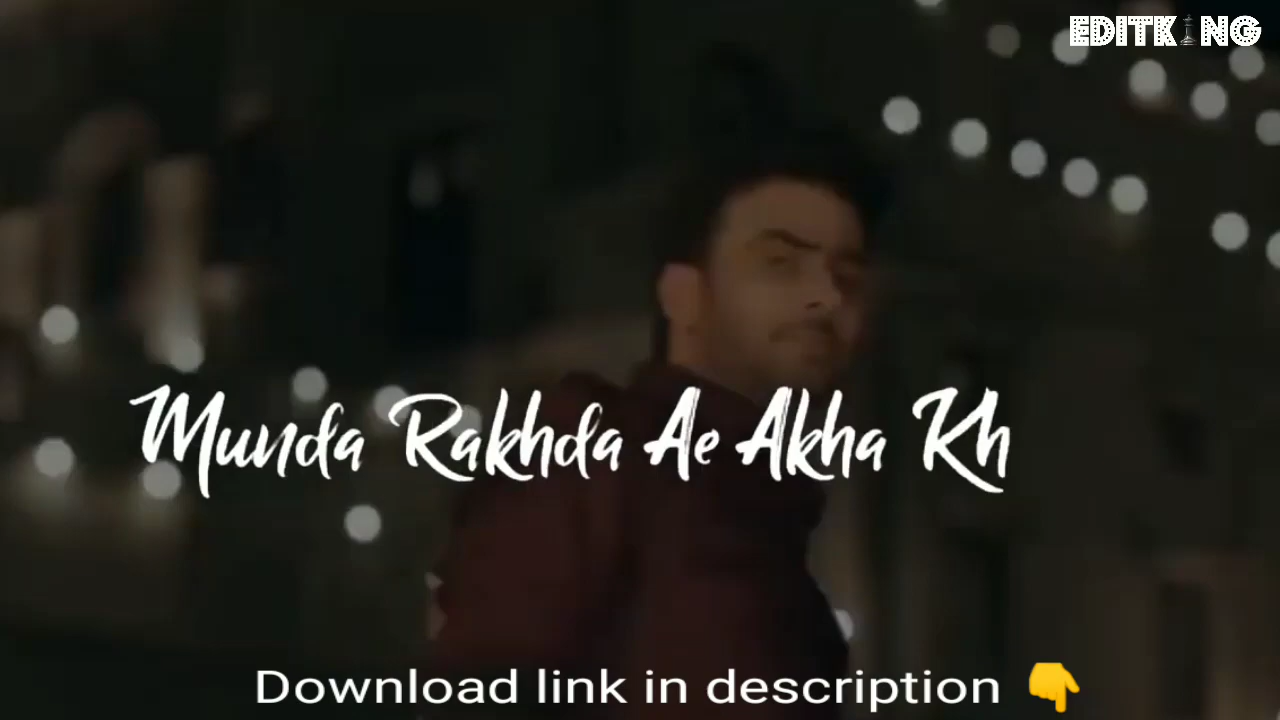 EDITKING
Munda Rakhda Ae Akha Kh
Download link in description 👇